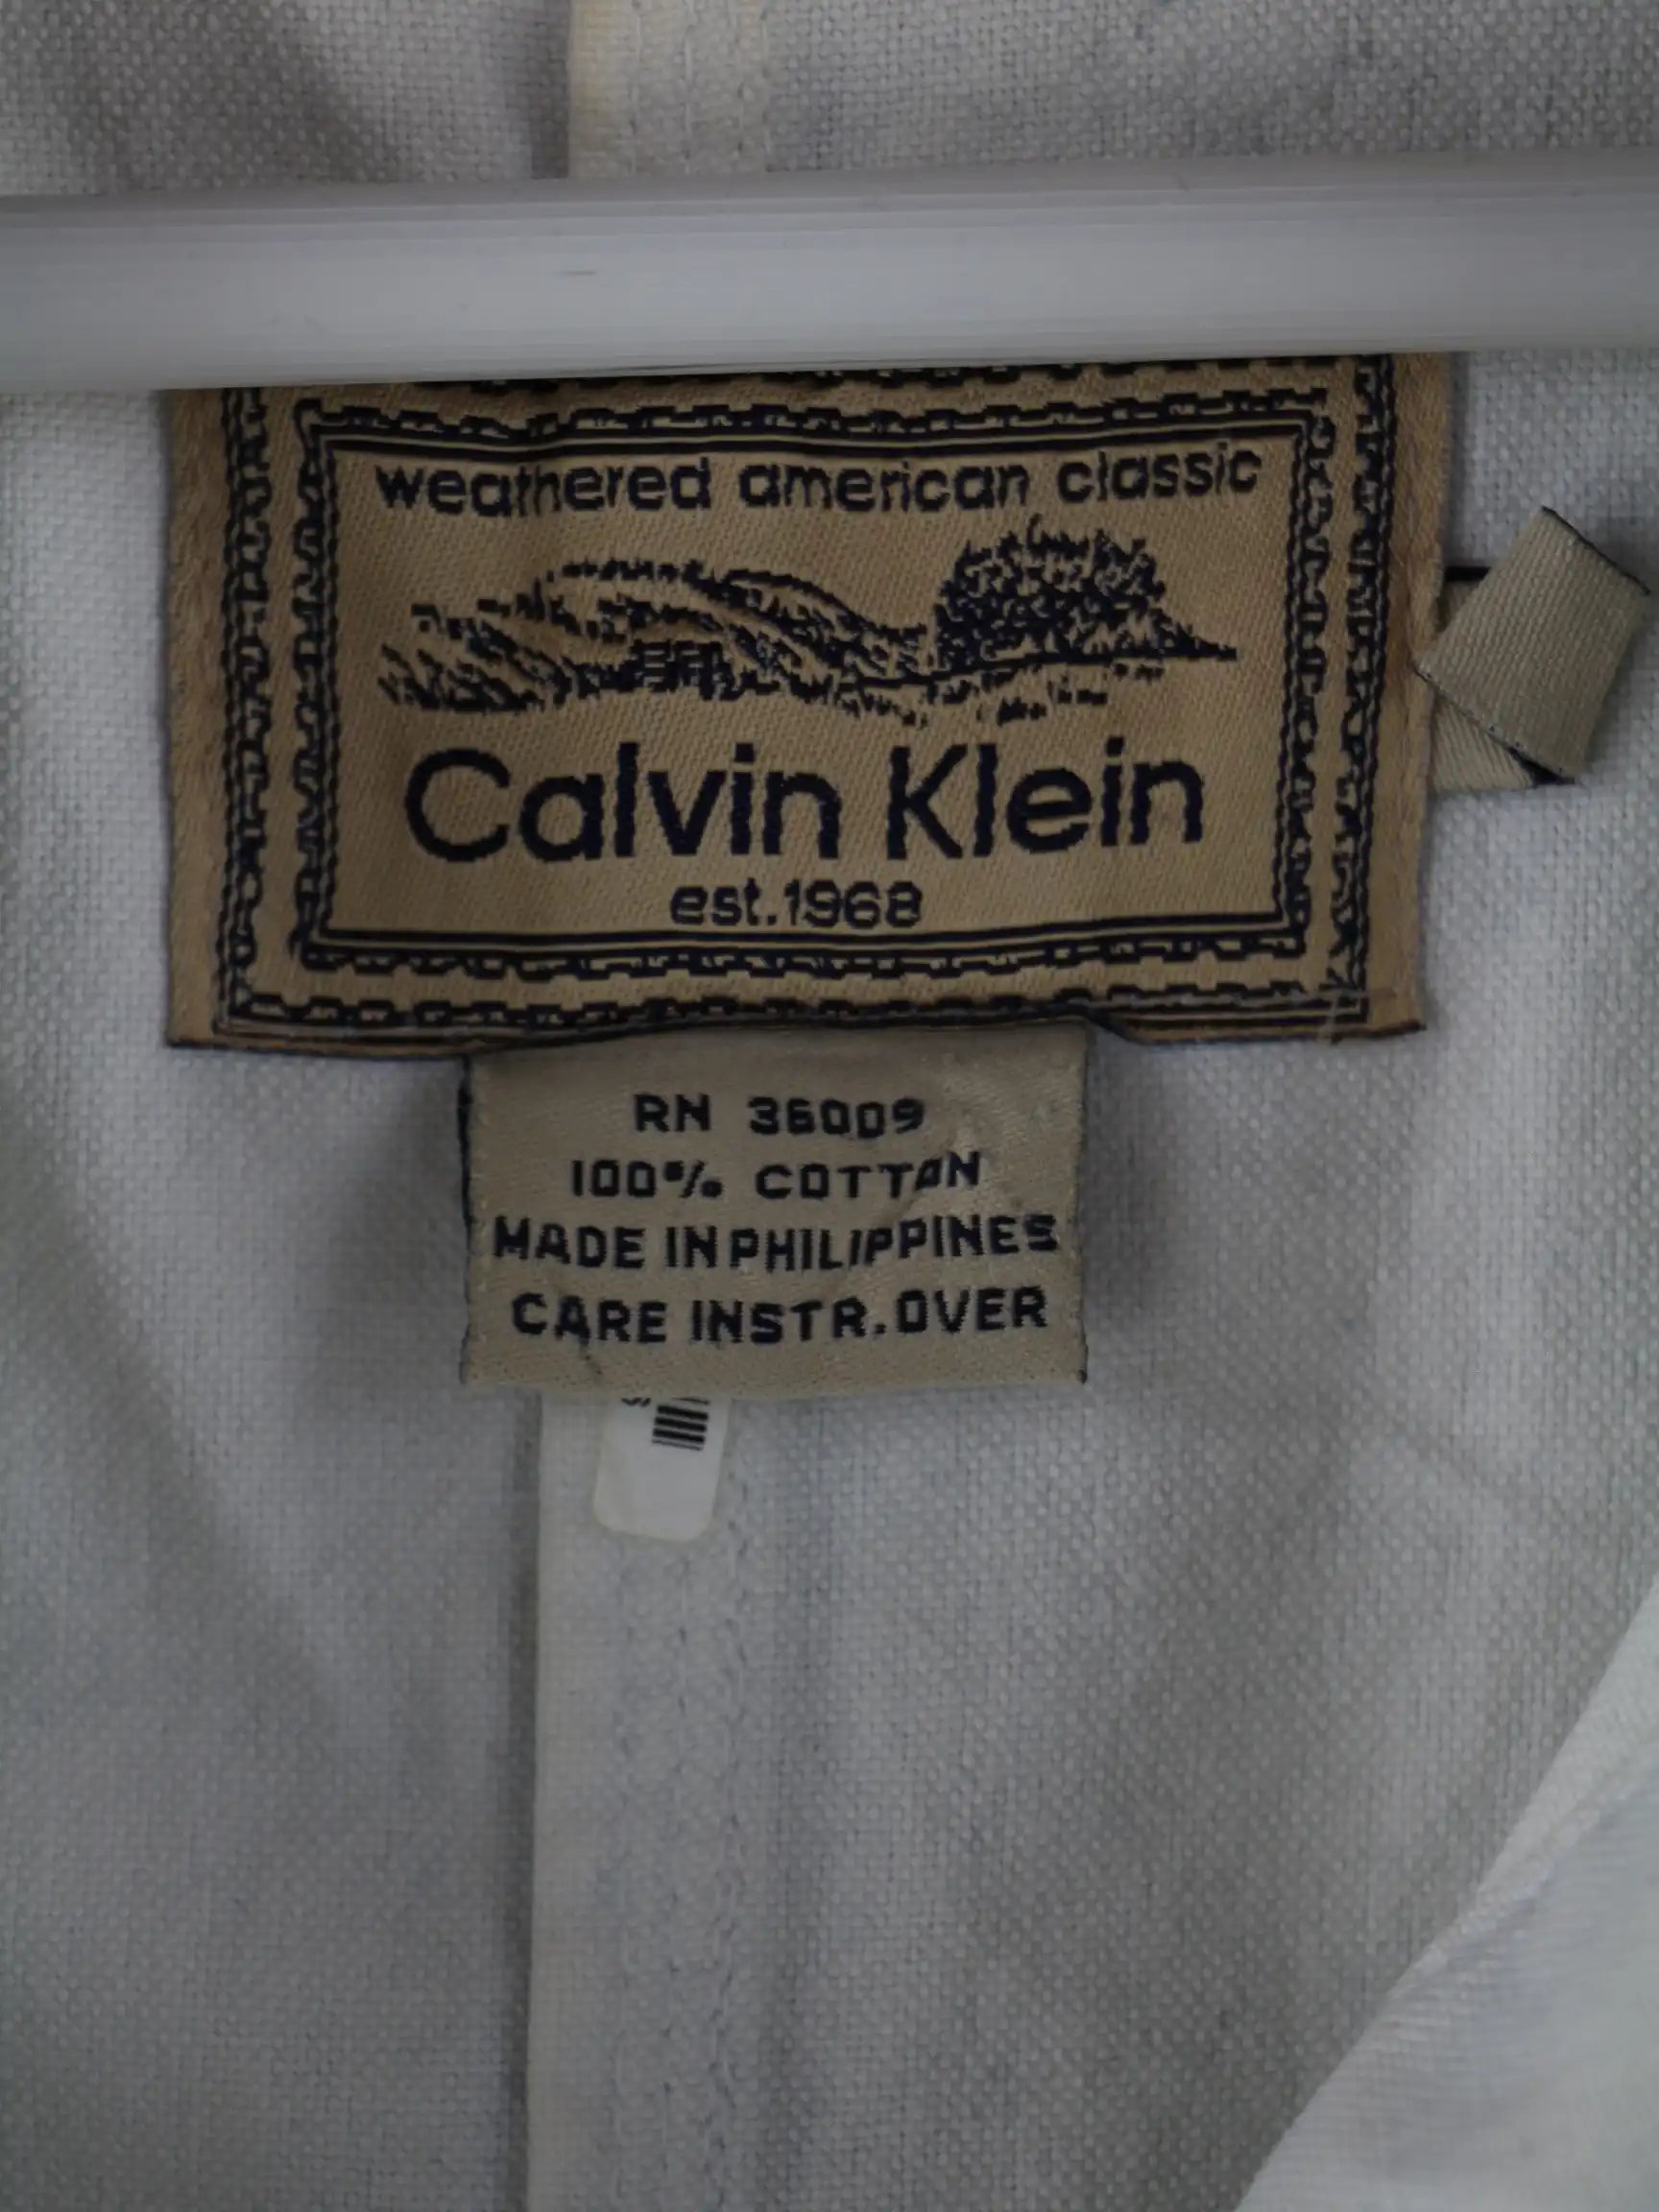 weathered american classic
Calvin Klein
est.1968
RN 36009
100% COTTON
MADE IN PHILIPPINES
CARE INSTR.OVER